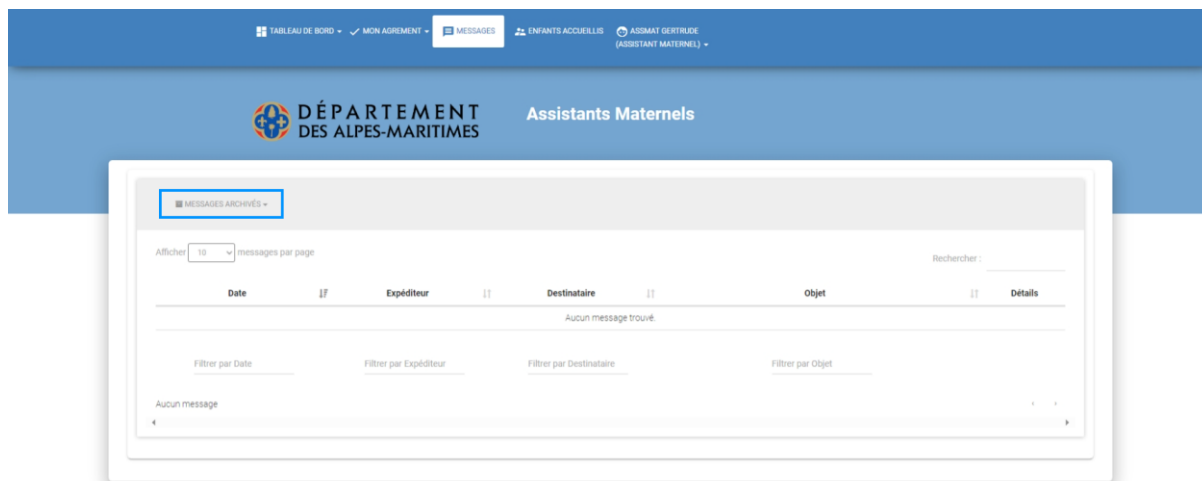 TABLEAU DE BORD MON AGREMENT MESSAGES ENFANTS ACCUEILLIS ASSMAT GERTRUDE
(ASSISTANT MATERNEL)
DÉPARTEMENT
DES ALPES-MARITIMES
Assistants Maternels
MESSAGES ARCHIVÉS
Afficher 10 messages par page
Rechercher :
Date Expéditeur Destinataire Objet Détails
Aucun message trouvé.
Filtrer par Date Filtrer par Expéditeur Filtrer par Destinataire Filtrer par Objet
Aucun message